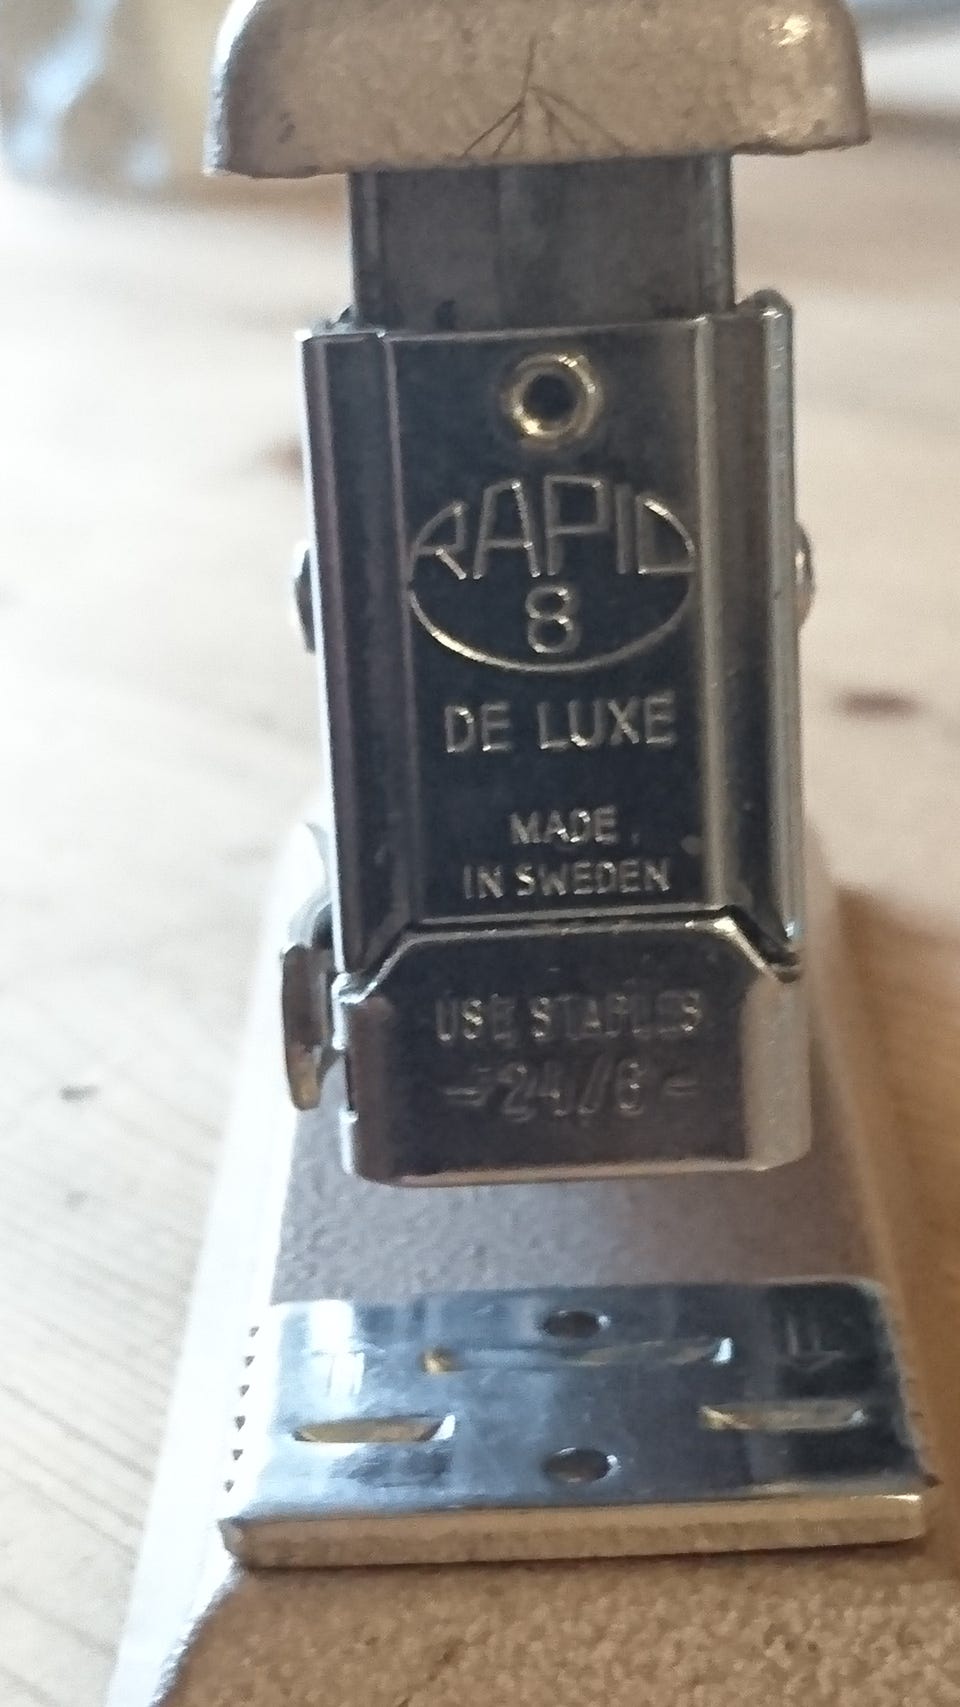 RAPID
8
DE LUXE
MADE
IN SWEDEN
USE STAPLES
24/6